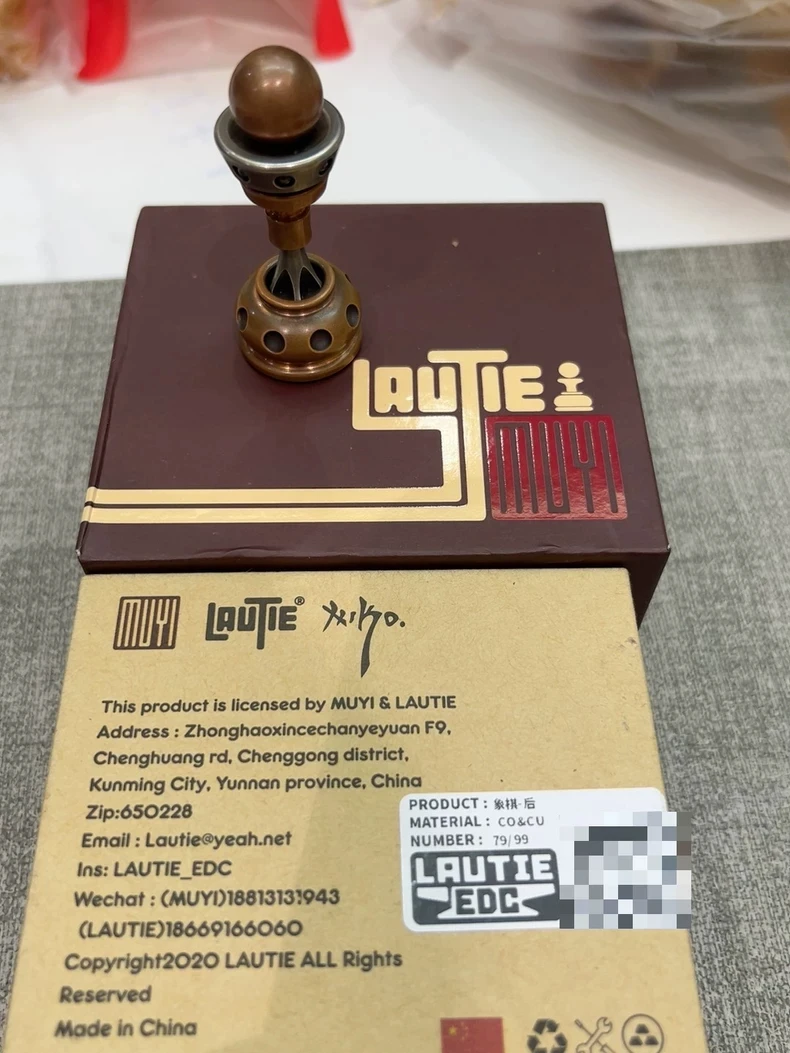 LAUTIE
MUYI
MUYI LAUTIE®
This product is licensed by MUYI & LAUTIE
Address : Zhonghaoxincechanyeyuan F9,
Chenghuang rd, Chenggong district,
Kunming City, Yunnan province, China
Zip:650228
Email : Lautie@yeah.net
Ins: LAUTIE_EDC
Wechat : (MUYI)18813131943
(LAUTIE)18669166060
Copyright2020 LAUTIE ALL Rights
Reserved
Made in China
PRODUCT : 象棋-后
MATERIAL : CO&CU
NUMBER : 79/99
LAUTIE
EDC